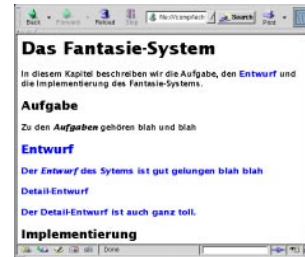 Back Forward Reload Stop Search Print
Das Fantasie-System
In diesem Kapitel beschreiben wir die Aufgabe, den Entwurf und
die Implementierung des Fantasie-Systems.
Aufgabe
Zu den Aufgaben gehören blah und blah
Entwurf
Der Entwurf des Sytems ist gut gelungen blah blah
Detail-Entwurf
Der Detail-Entwurf ist auch ganz toll.
Implementierung
Done